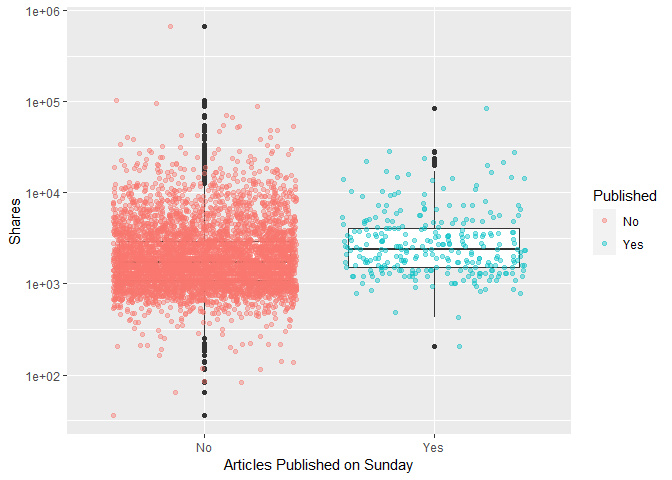 1e+06
1e+05
1e+04
1e+03
1e+02
Shares
No
Yes
Articles Published on Sunday
Published
No
Yes